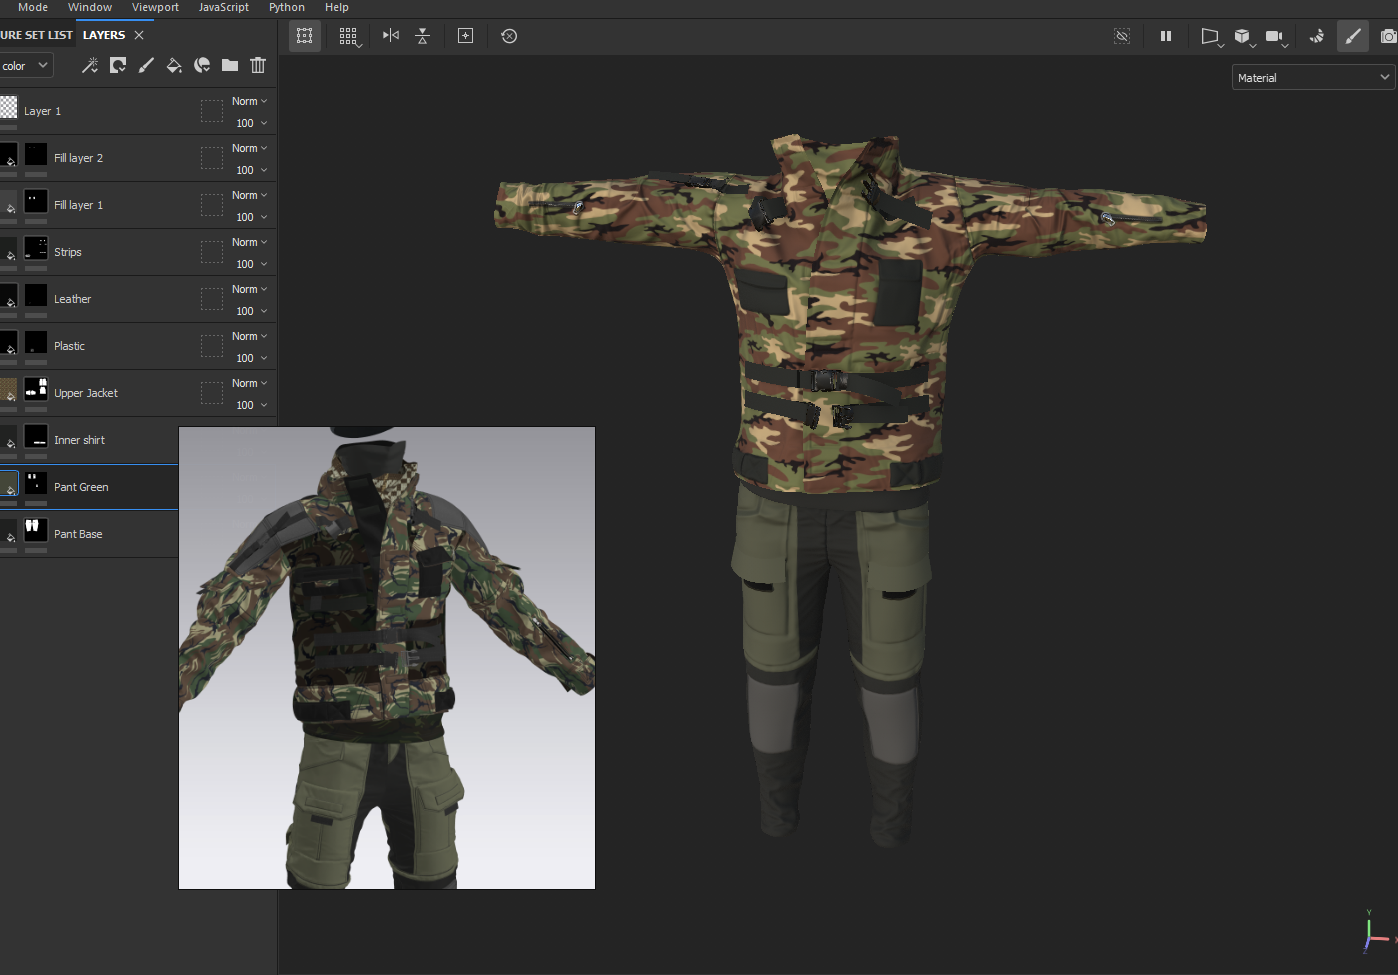 Mode Window Viewport JavaScript Python Help
URE SET LIST LAYERS
color
Material
Layer 1 Norm
100
Fill layer 2 Norm
100
Fill layer 1 Norm
100
Strips Norm
100
Leather Norm
100
Plastic Norm
100
Upper Jacket Norm
100
Inner shirt
Pant Green
Pant Base
Y
X
Z